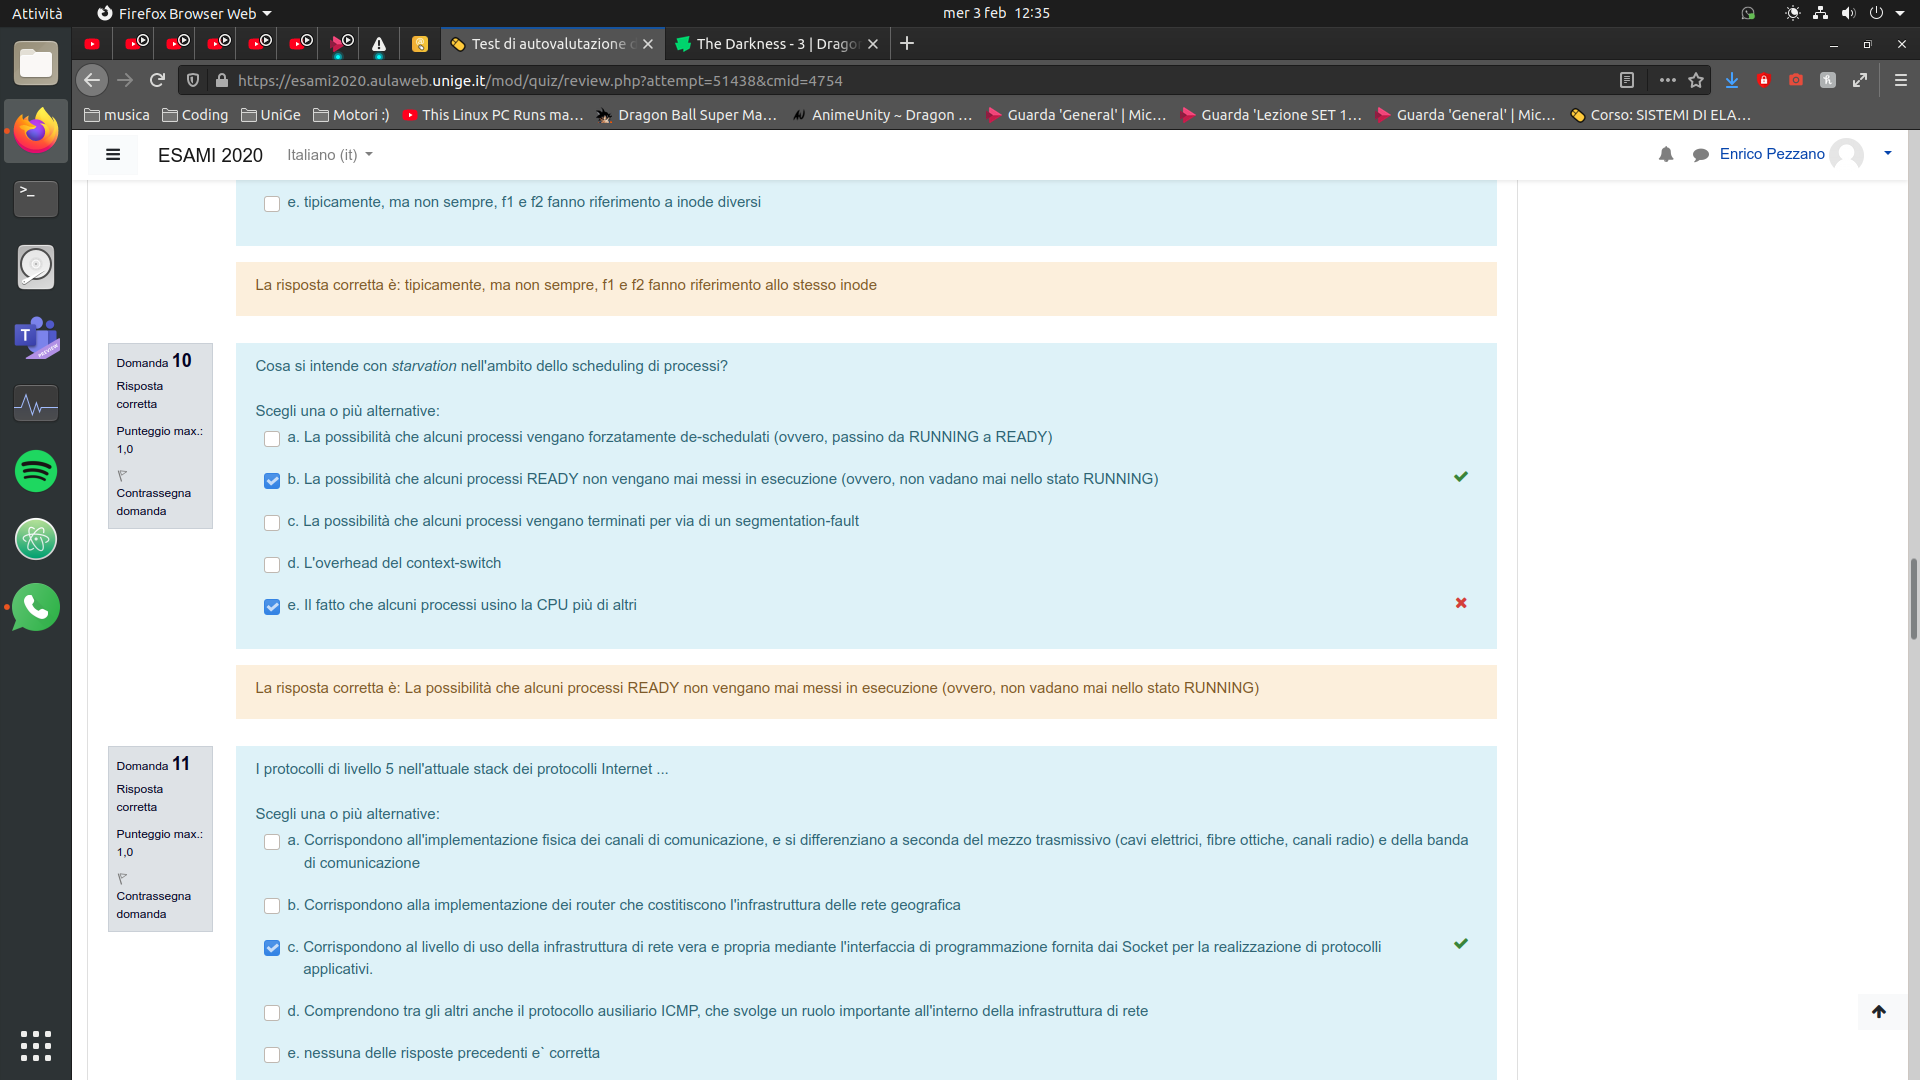 Attività
Firefox Browser Web
mer 3 feb 12:35
Test di autovalutazione d
The Darkness - 3 | Drago
https://esami2020.aulaweb.unige.it/mod/quiz/review.php?attempt=51438&cmid=4754
musica
Coding
UniGe
Motori :)
This Linux PC Runs ma...
Dragon Ball Super Ma...
AnimeUnity ~ Dragon ...
Guarda 'General' | Mic...
Guarda 'Lezione SET 1...
Guarda 'General' | Mic...
Corso: SISTEMI DI ELA...
ESAMI 2020
Italiano (it)
Enrico Pezzano
e. tipicamente, ma non sempre, f1 e f2 fanno riferimento a inode diversi
La risposta corretta è: tipicamente, ma non sempre, f1 e f2 fanno riferimento allo stesso inode
Domanda 10
Risposta
corretta
Punteggio max.:
1,0
Contrassegna
domanda
Cosa si intende con starvation nell'ambito dello scheduling di processi?
Scegli una o più alternative:
a. La possibilità che alcuni processi vengano forzatamente de-schedulati (ovvero, passino da RUNNING a READY)
b. La possibilità che alcuni processi READY non vengano mai messi in esecuzione (ovvero, non vadano mai nello stato RUNNING)
c. La possibilità che alcuni processi vengano terminati per via di un segmentation-fault
d. L'overhead del context-switch
e. Il fatto che alcuni processi usino la CPU più di altri
La risposta corretta è: La possibilità che alcuni processi READY non vengano mai messi in esecuzione (ovvero, non vadano mai nello stato RUNNING)
Domanda 11
Risposta
corretta
Punteggio max.:
1,0
Contrassegna
domanda
I protocolli di livello 5 nell'attuale stack dei protocolli Internet ...
Scegli una o più alternative:
a. Corrispondono all'implementazione fisica dei canali di comunicazione, e si differenziano a seconda del mezzo trasmissivo (cavi elettrici, fibre ottiche, canali radio) e della banda
di comunicazione
b. Corrispondono alla implementazione dei router che costitiscono l'infrastruttura delle rete geografica
c. Corrispondono al livello di uso della infrastruttura di rete vera e propria mediante l'interfaccia di programmazione fornita dai Socket per la realizzazione di protocolli
applicativi.
d. Comprendono tra gli altri anche il protocollo ausiliario ICMP, che svolge un ruolo importante all'interno della infrastruttura di rete
e. nessuna delle risposte precedenti e` corretta